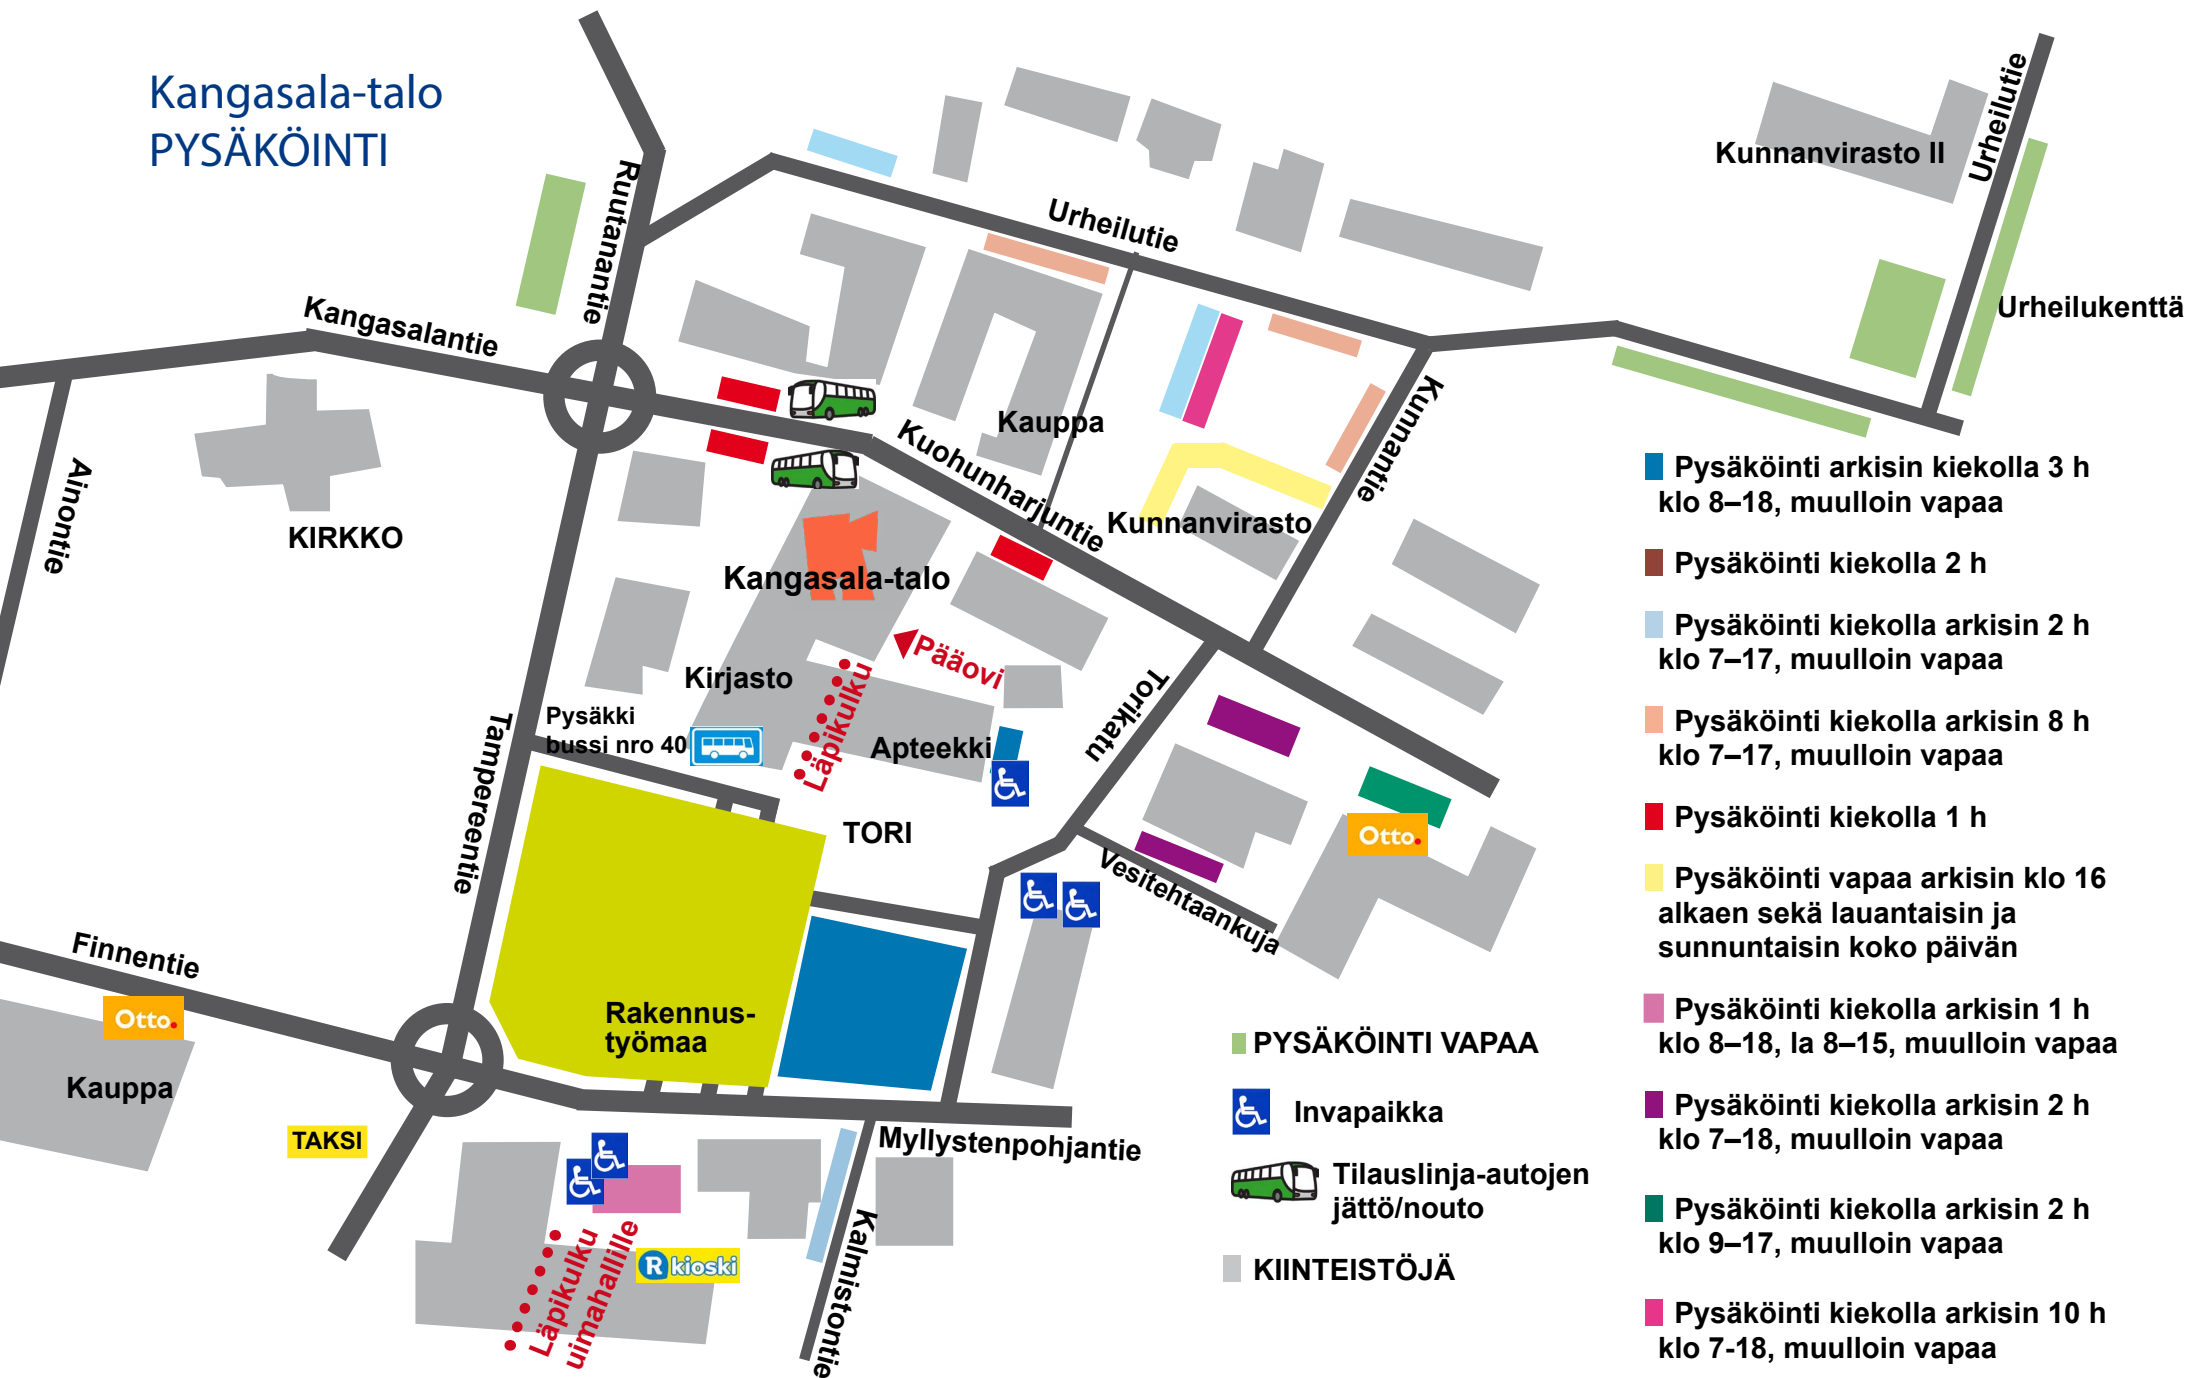 Kangasala-talo
PYSÄKÖINTI
Ruutanantie
Urheilutie
Kunnanvirasto II
Urheilutie
Urheilukenttä
Kangasalantie
Kauppa
Kuohunharjuntie
Kunnantie
Kunnanvirasto
Ainontie
KIRKKO
Kangasala-talo
Pääovi
Kirjasto
Läpikulku
Torikatu
Pysäkki
bussi nro 40
Apteekki
Tampereentie
TORI
Otto.
Vesitehtaankuja
Finnentie
Otto.
Kauppa
Rakennus-
työmaa
TAKSI
Myllystenpohjantie
Läpikulku
uimahallille
R kioski
Kalmistontie
PYSÄKÖINTI VAPAA
Invapaikka
Tilauslinja-autojen
jättö/nouto
KIINTEISTÖJÄ
Pysäköinti arkisin kiekolla 3 h
klo 8–18, muulloin vapaa
Pysäköinti kiekolla 2 h
Pysäköinti kiekolla arkisin 2 h
klo 7–17, muulloin vapaa
Pysäköinti kiekolla arkisin 8 h
klo 7–17, muulloin vapaa
Pysäköinti kiekolla 1 h
Pysäköinti vapaa arkisin klo 16
alkaen sekä lauantaisin ja
sunnuntaisin koko päivän
Pysäköinti kiekolla arkisin 1 h
klo 8–18, la 8–15, muulloin vapaa
Pysäköinti kiekolla arkisin 2 h
klo 7–18, muulloin vapaa
Pysäköinti kiekolla arkisin 2 h
klo 9–17, muulloin vapaa
Pysäköinti kiekolla arkisin 10 h
klo 7-18, muulloin vapaa